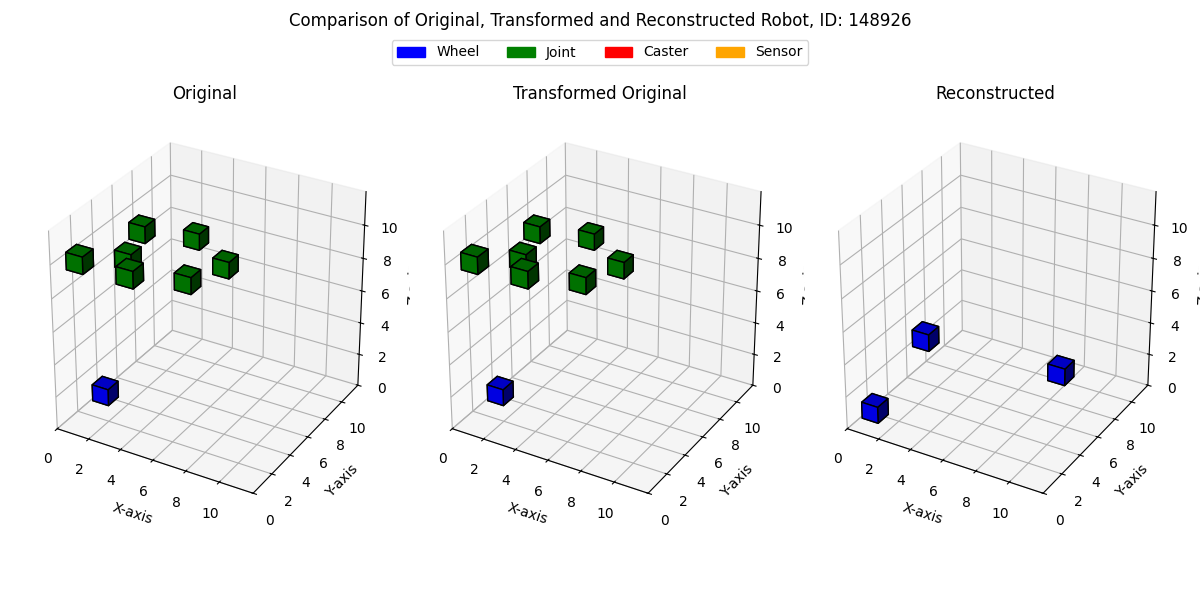 Comparison of Original, Transformed and Reconstructed Robot, ID: 148926
Wheel Joint Caster Sensor
Original Transformed Original Reconstructed
10 10 10
8 8 8
6 6 6
4 4 4
2 2 2
0 0 0
0 2 4 6 8 10 0 2 4 6 8 10 0 2 4 6 8 10
0 2 4 6 8 10 0 2 4 6 8 10 0 2 4 6 8 10
X-axis Y-axis X-axis Y-axis X-axis Y-axis